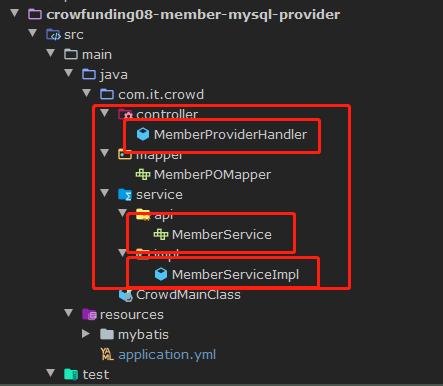 crowfunding08-member-mysql-provider
src
main
java
com.it.crowd
controller
MemberProviderHandler
mapper
MemberPOMapper
service
api
MemberService
impl
MemberServiceImpl
CrowdMainClass
resources
mybatis
application.yml
test